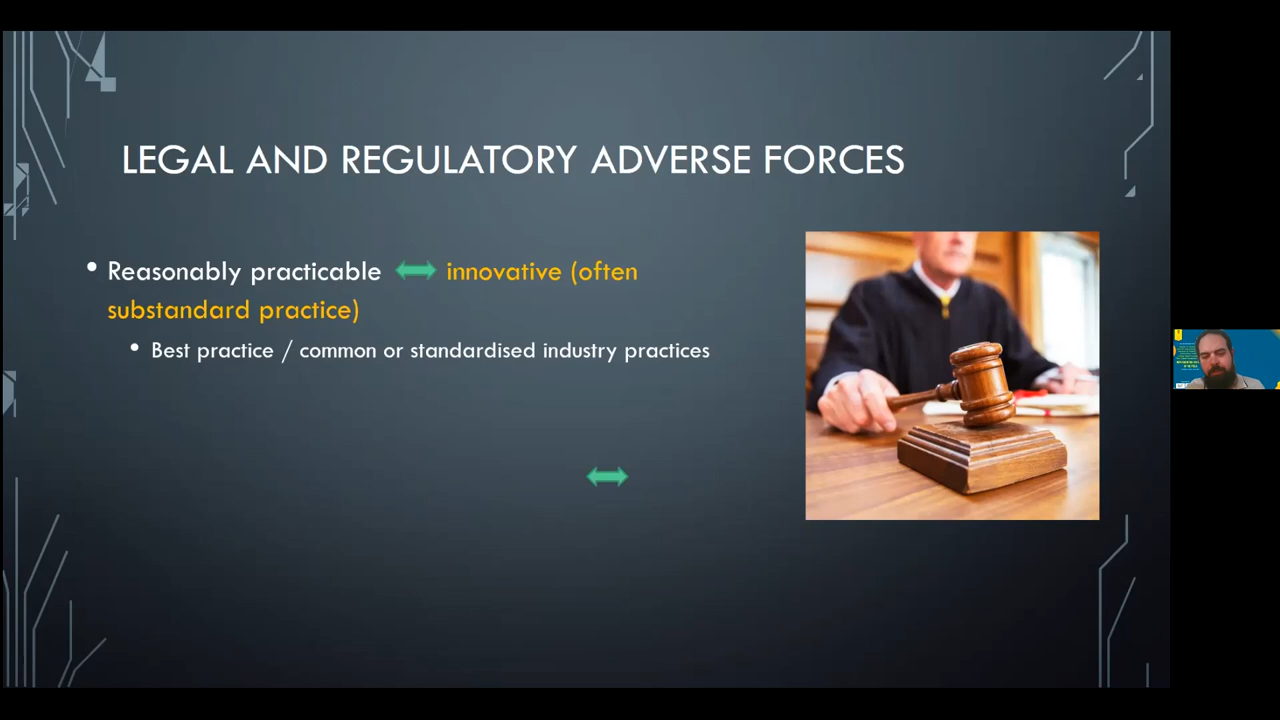 LEGAL AND REGULATORY ADVERSE FORCES
• Reasonably practicable innovative (often
substandard practice)
• Best practice / common or standardised industry practices